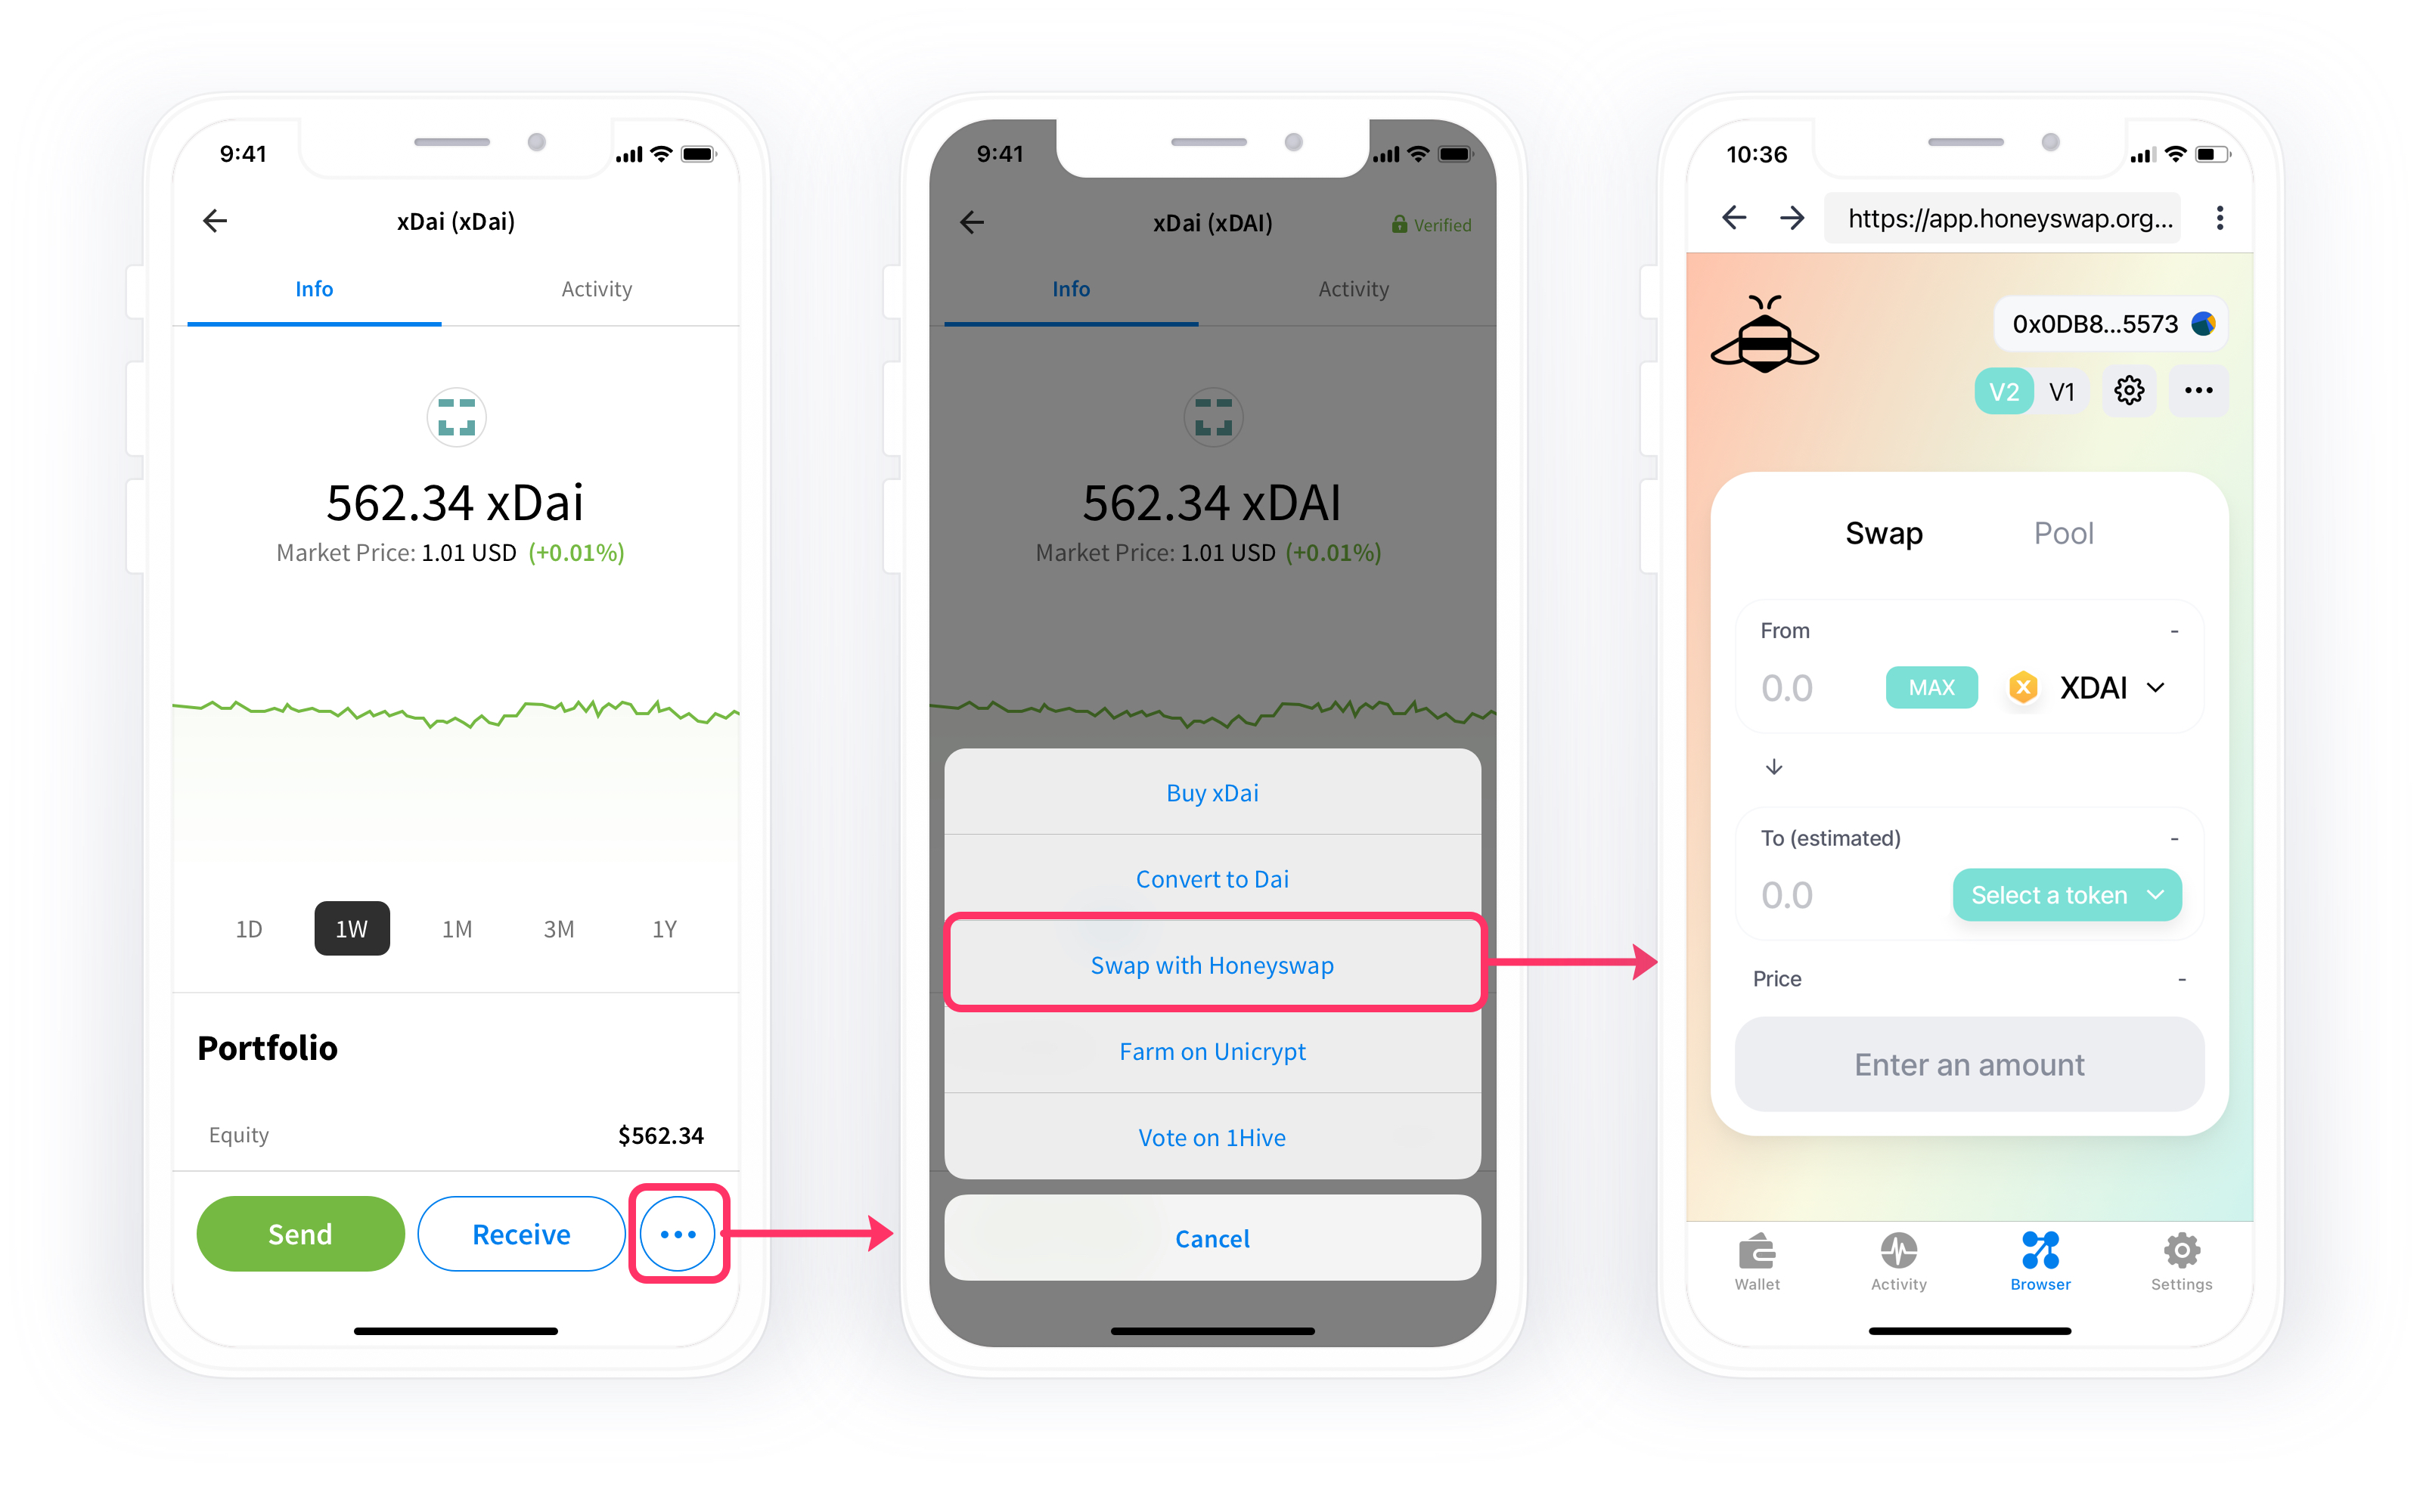 9:41
xDai (xDai)
Info Activity
562.34 xDai
Market Price: 1.01 USD (+0.01%)
1D 1W 1M 3M 1Y
Portfolio
Equity $562.34
Send Receive
9:41
xDai (xDAI) Verified
Info Activity
562.34 xDAI
Market Price: 1.01 USD (+0.01%)
Buy xDai
Convert to Dai
Swap with Honeyswap
Farm on Unicrypt
Vote on 1Hive
Cancel
10:36
https://app.honeyswap.org...
0x0DB8...5573
V2 V1
Swap Pool
From -
0.0 MAX X XDAI
To (estimated) -
0.0 Select a token
Price -
Enter an amount
Wallet Activity Browser Settings